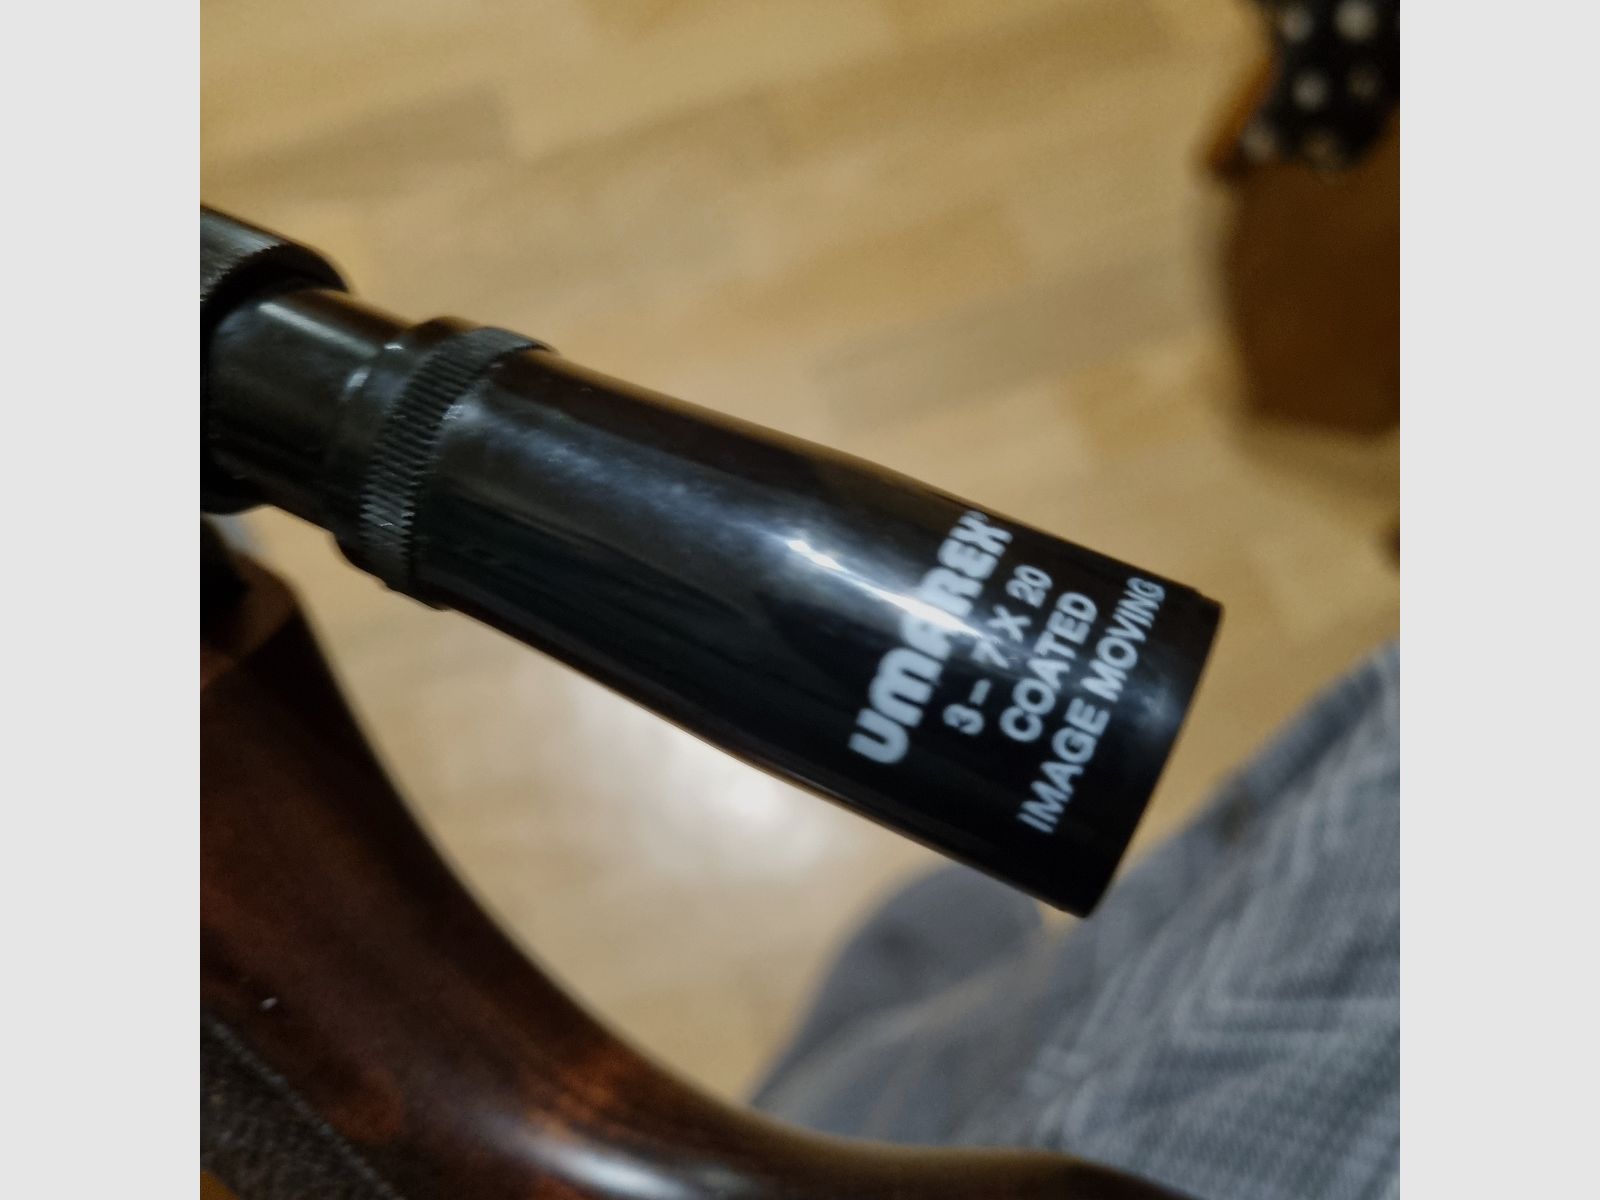 UMAREX
3 – 7 X 20
COATED
IMAGE MOVING